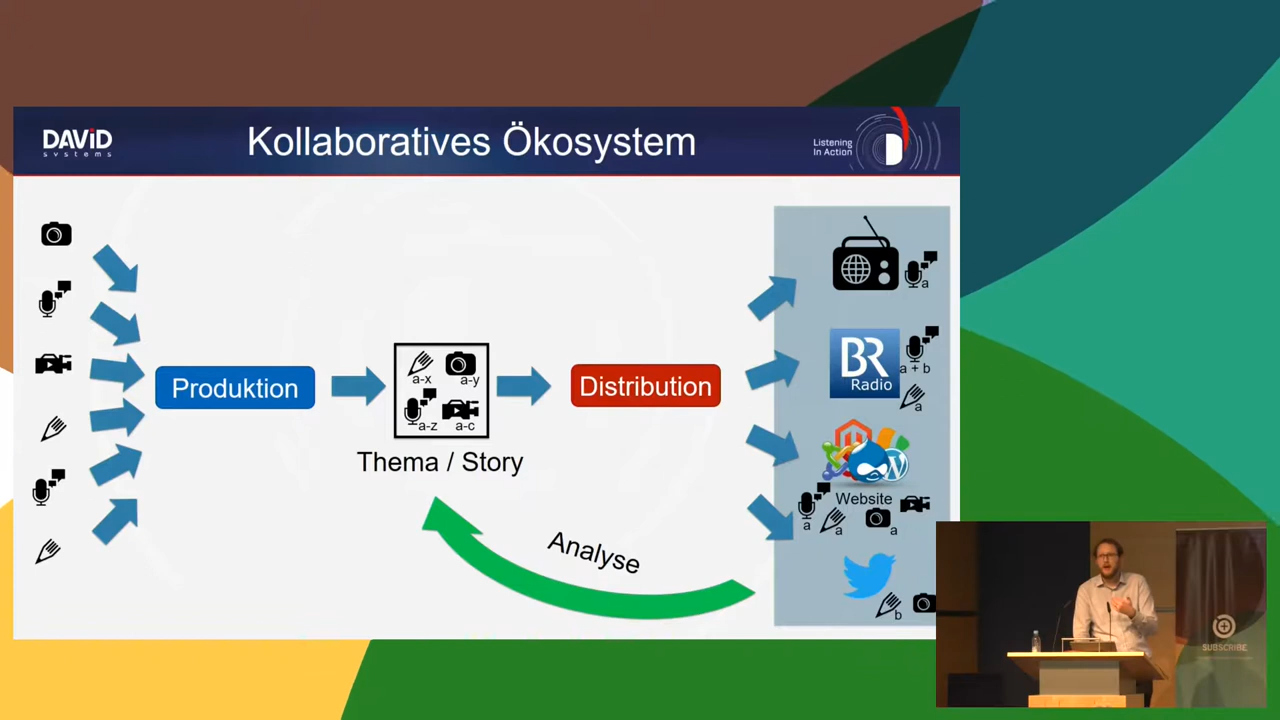 DAVID
systems
Kollaboratives Ökosystem
Listening
In Action
Produktion
a-x
a-y
a-z
a-c
Thema / Story
Distribution
Analyse
a
BR
Radio
a + b
a
Website
a
a
a
b
SUBSCRIBE